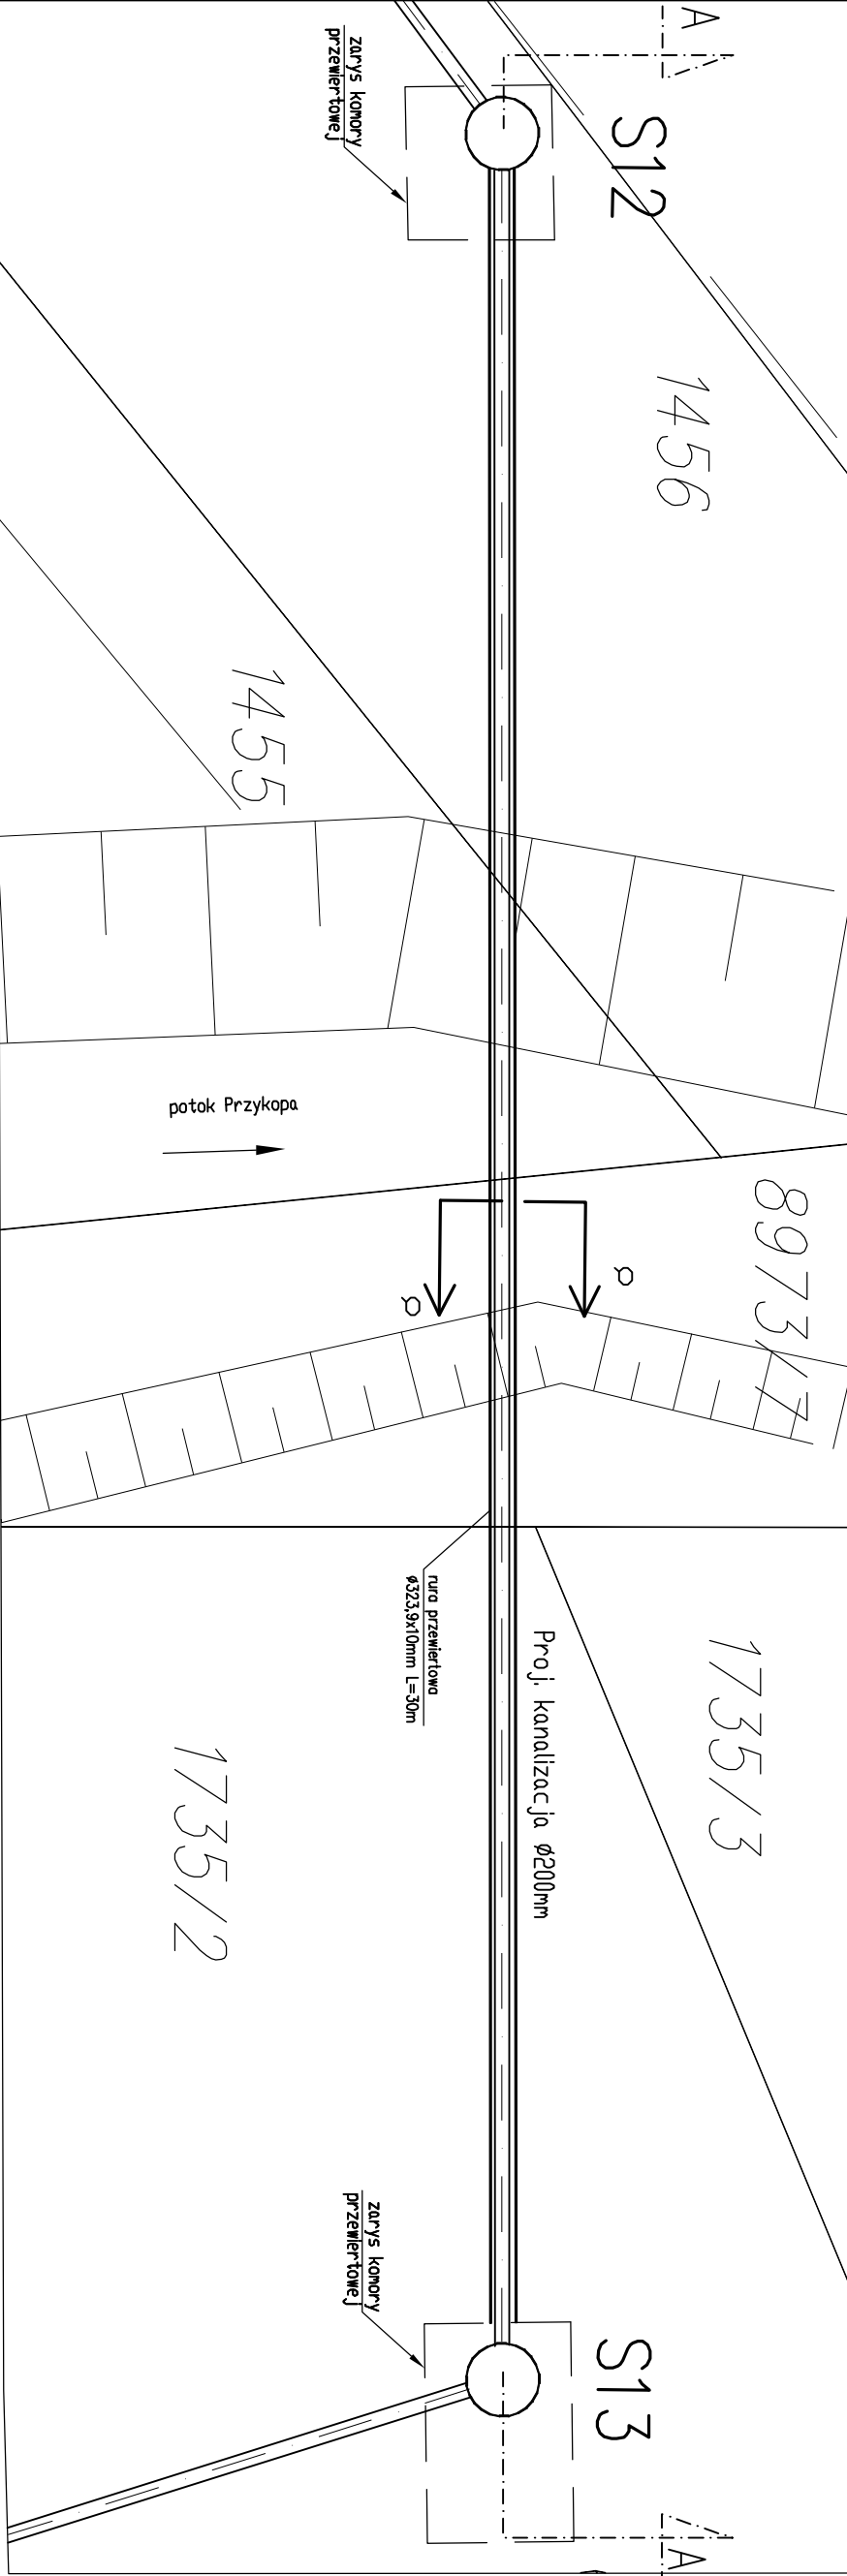 A
zarys komory
przewiertowej
S12
1456
1455
potok Przykopa
8973/7
a
a
rura przewiertowa
ø323,9x10mm L=30m
Proj. kanalizacja Ø200mm
1735/3
1735/2
zarys komory
przewiertowej
S13
A